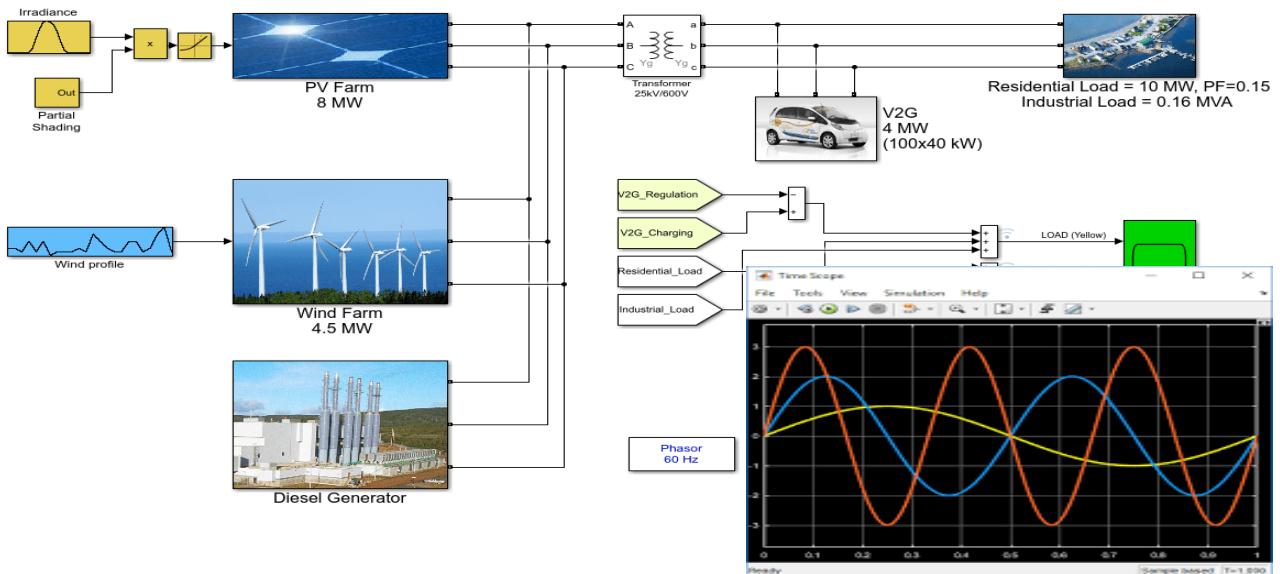 Irradiance
x
Out
Partial
Shading
PV Farm
8 MW
A
B
C
a
b
c
Yg
Yg
Transformer
25kV/600V
Residential Load = 10 MW, PF=0.15
Industrial Load = 0.16 MVA
V2G
4 MW
(100x40 kW)
Wind profile
Wind Farm
4.5 MW
V2G_Regulation
V2G_Charging
Residential_Load
Industrial_Load
−
+
+
+
+
LOAD (Yellow)
Diesel Generator
Phasor
60 Hz
Time Scope
File Tools View Simulation Help
3
2
1
0
-1
-2
-3
0 0.1 0.2 0.3 0.4 0.5 0.6 0.7 0.8 0.9 1
Ready
Sample based T=1.000